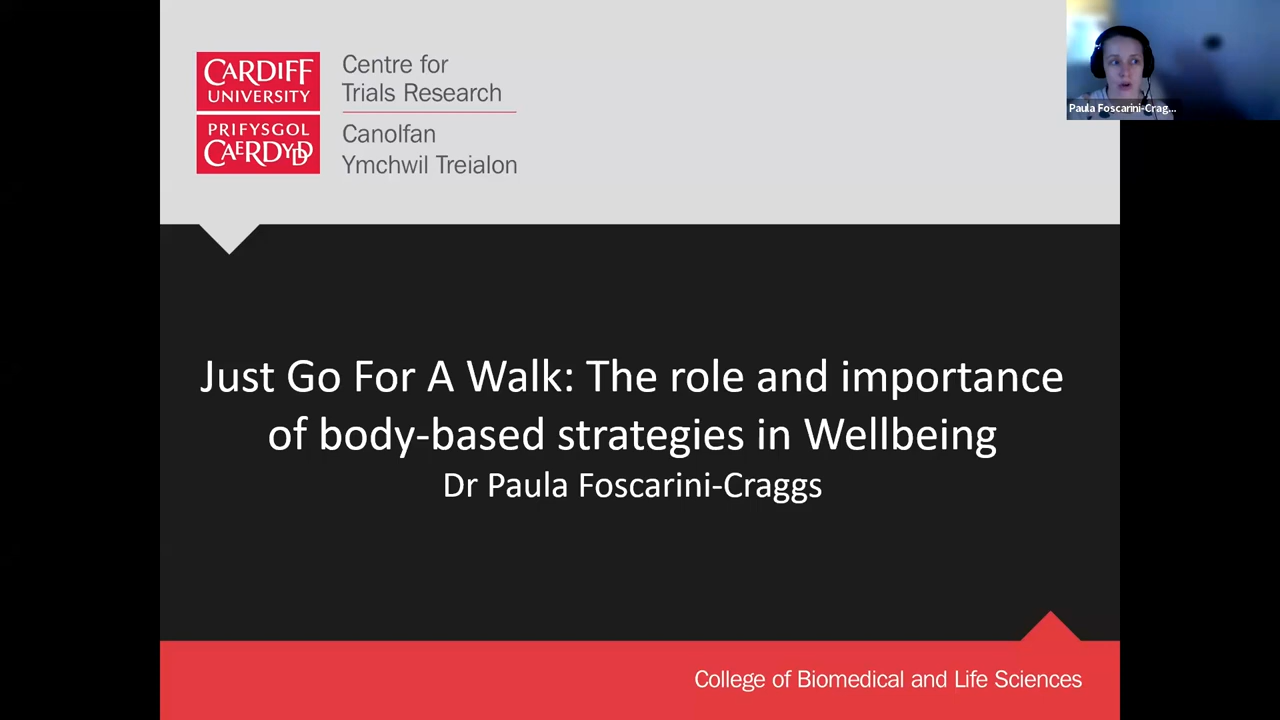 CARDIFF
UNIVERSITY
PRIFYSGOL
CAERDYDD
Centre for
Trials Research
Canolfan
Ymchwil Treialon
Paula Foscarini-Crag...
Just Go For A Walk: The role and importance
of body-based strategies in Wellbeing
Dr Paula Foscarini-Craggs
College of Biomedical and Life Sciences